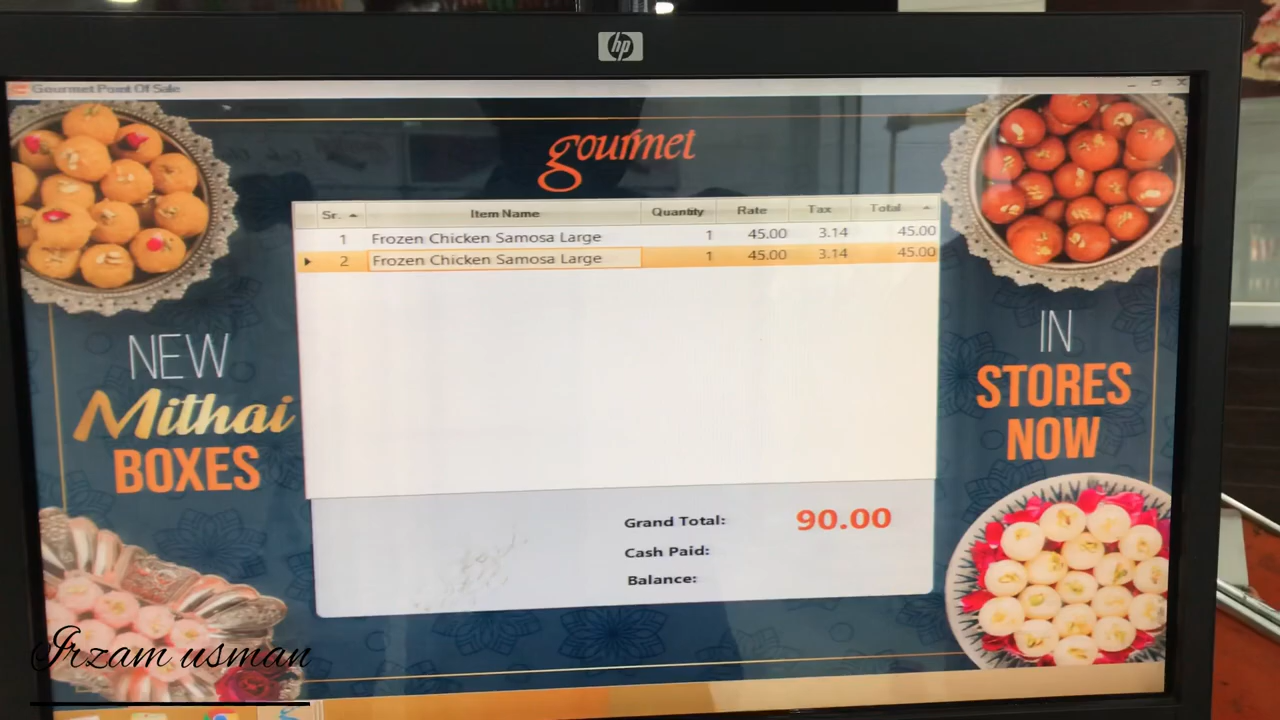 hp
Gourmet Point Of Sale
gourmet
Sr. Item Name Quantity Rate Tax Total
1 Frozen Chicken Samosa Large 1 45.00 3.14 45.00
2 Frozen Chicken Samosa Large 1 45.00 3.14 45.00
NEW
Mithai
BOXES
IN
STORES
NOW
Grand Total: 90.00
Cash Paid:
Balance:
Irzam usman